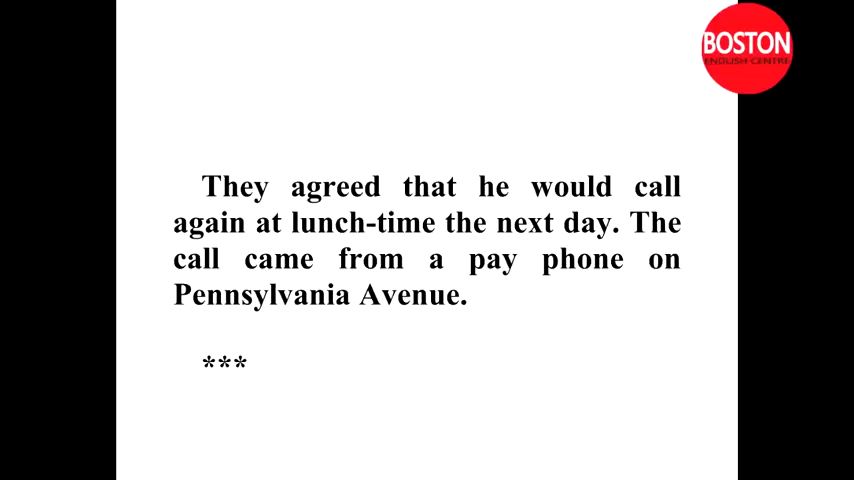 BOSTON
ENGLISH CENTRE
They agreed that he would call
again at lunch-time the next day. The
call came from a pay phone on
Pennsylvania Avenue.
***